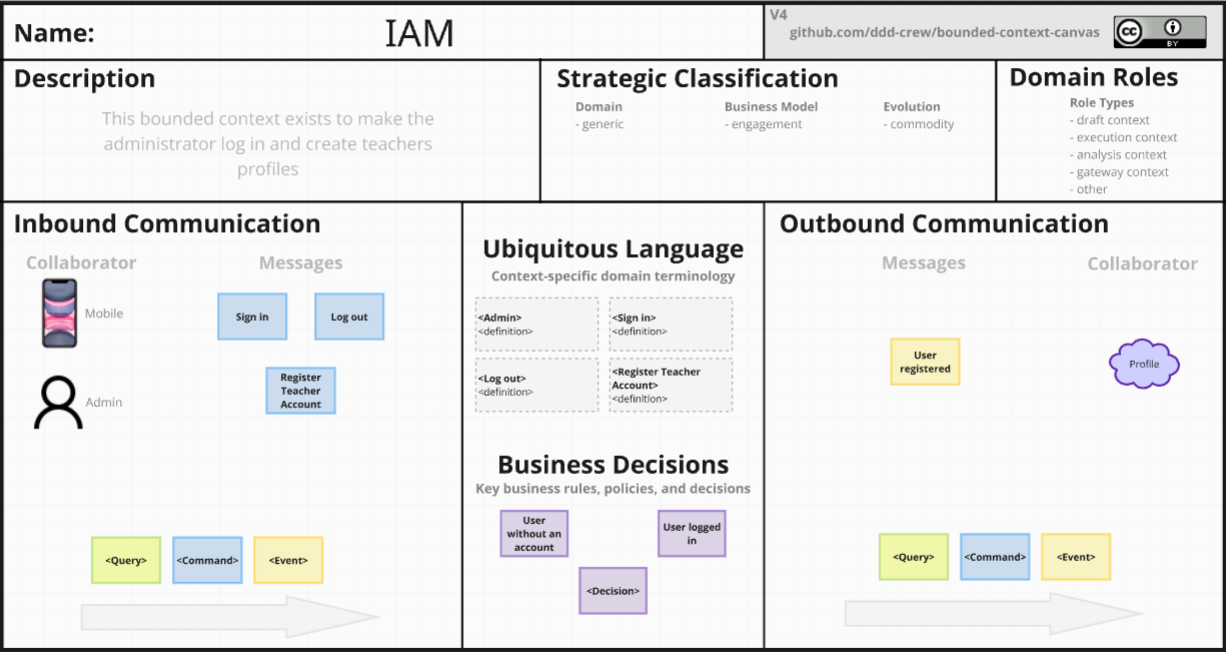 Name:
IAM
V4
github.com/ddd-crew/bounded-context-canvas
cc
BY
Description
This bounded context exists to make the
administrator log in and create teachers
profiles
Strategic Classification
Domain
- generic
Business Model
- engagement
Evolution
- commodity
Domain Roles
Role Types
- draft context
- execution context
- analysis context
- gateway context
- other
Inbound Communication
Collaborator
Messages
Mobile
Sign in
Log out
Admin
Register
Teacher
Account
<Query>
<Command>
<Event>
Ubiquitous Language
Context-specific domain terminology
<Admin>
<definition>
<Sign in>
<definition>
<Log out>
<definition>
<Register Teacher
Account>
<definition>
Business Decisions
Key business rules, policies, and decisions
User
without an
account
User logged
in
<Decision>
Outbound Communication
Messages
Collaborator
User
registered
Profile
<Query>
<Command>
<Event>